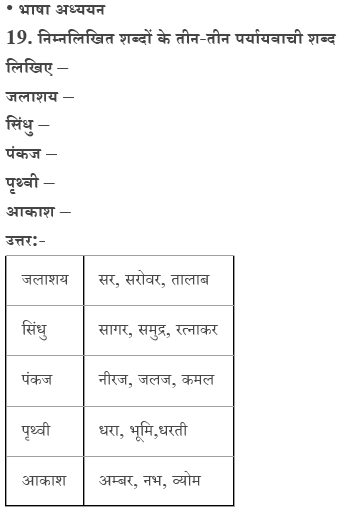 • भाषा अध्ययन
19. निम्नलिखित शब्दों के तीन-तीन पर्यायवाची शब्द
लिखिए –
जलाशय –
सिंधु –
पंकज –
पृथ्वी –
आकाश –
उत्तर:-
जलाशय सर, सरोवर, तालाब
सिंधु सागर, समुद्र, रत्नाकर
पंकज नीरज, जलज, कमल
पृथ्वी धरा, भूमि,धरती
आकाश अम्बर, नभ, व्योम